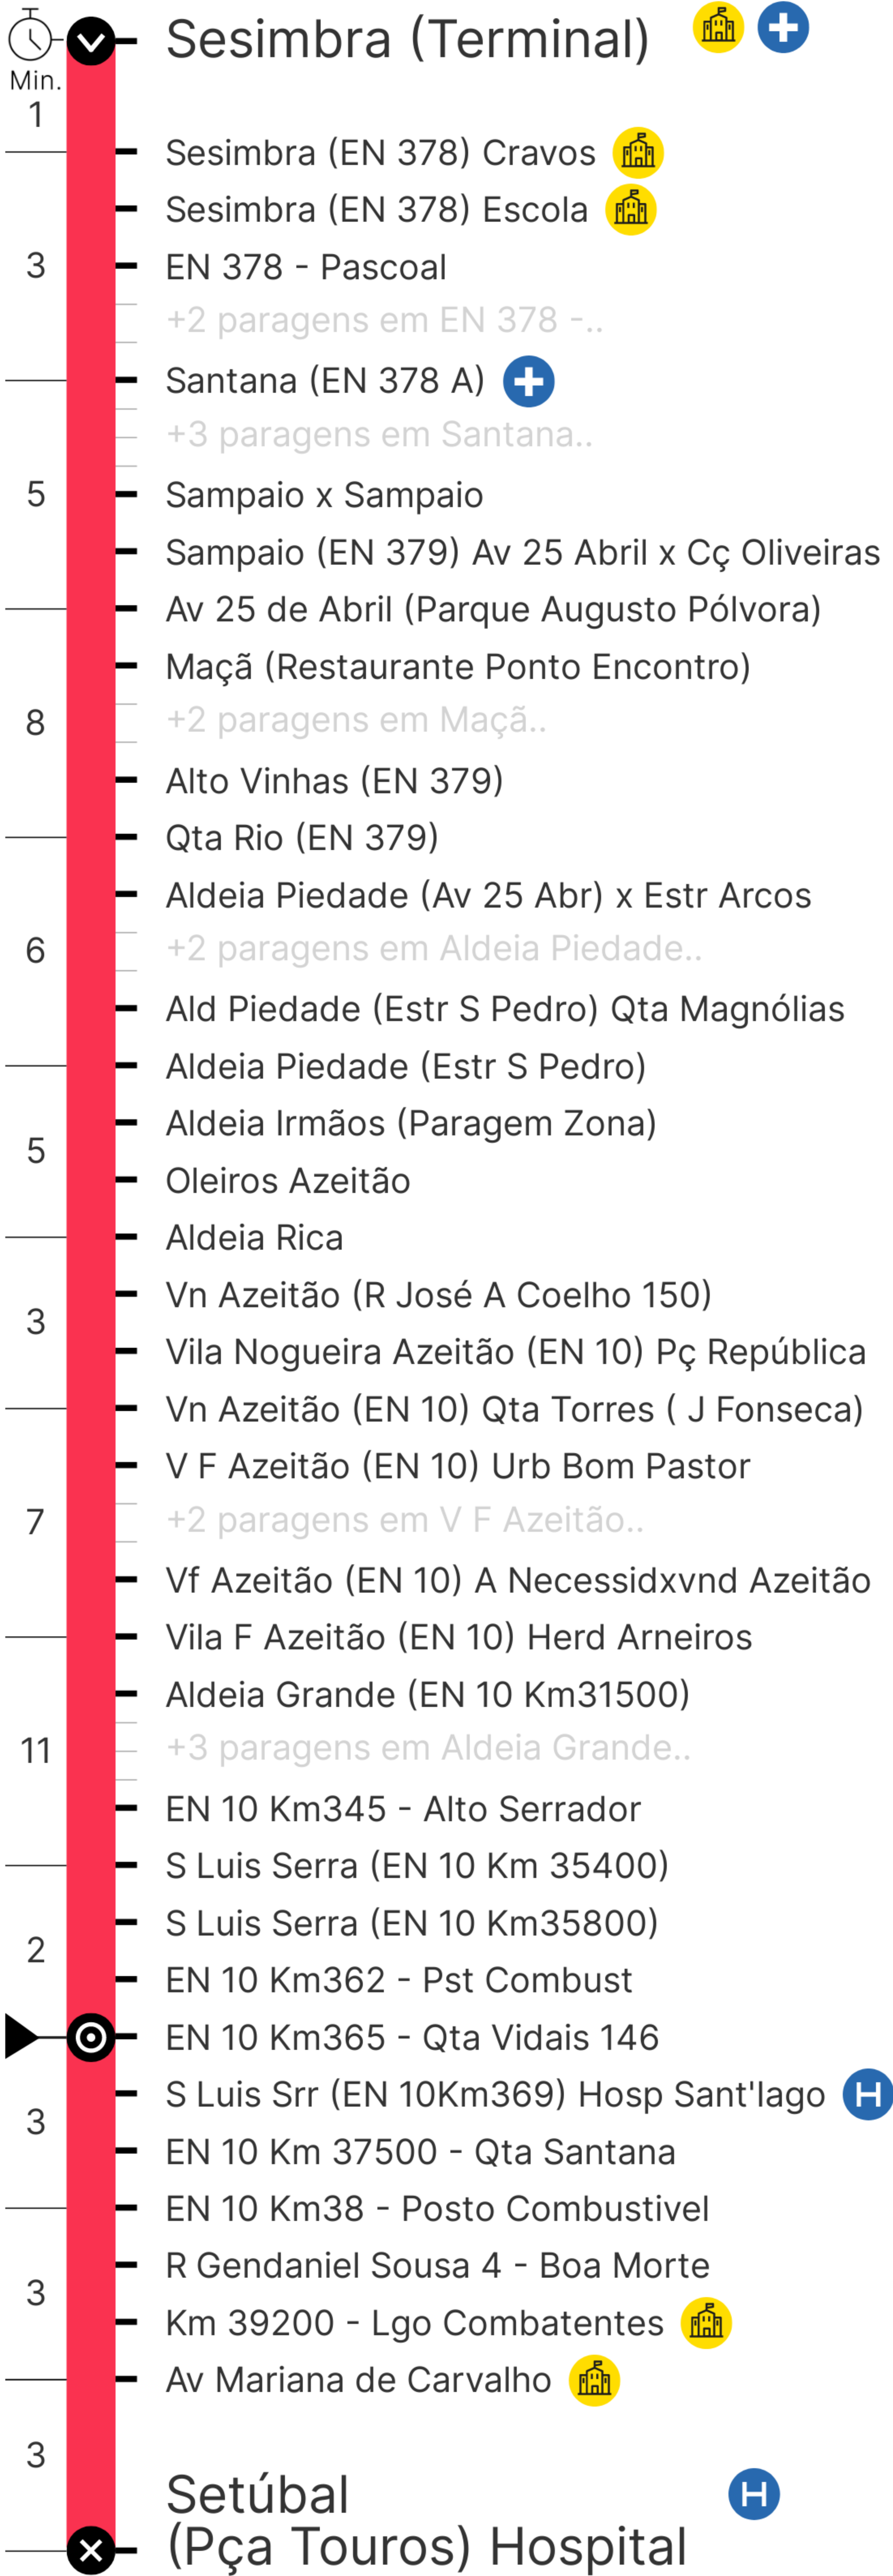 Sesimbra (Terminal)
Min.
1
Sesimbra (EN 378) Cravos
Sesimbra (EN 378) Escola
3
EN 378 - Pascoal
+2 paragens em EN 378 -..
Santana (EN 378 A)
+3 paragens em Santana..
5
Sampaio x Sampaio
Sampaio (EN 379) Av 25 Abril x Cç Oliveiras
Av 25 de Abril (Parque Augusto Pólvora)
Maçã (Restaurante Ponto Encontro)
8
+2 paragens em Maçã..
Alto Vinhas (EN 379)
Qta Rio (EN 379)
Aldeia Piedade (Av 25 Abr) x Estr Arcos
6
+2 paragens em Aldeia Piedade..
Ald Piedade (Estr S Pedro) Qta Magnólias
Aldeia Piedade (Estr S Pedro)
Aldeia Irmãos (Paragem Zona)
5
Oleiros Azeitão
Aldeia Rica
Vn Azeitão (R José A Coelho 150)
3
Vila Nogueira Azeitão (EN 10) Pç República
Vn Azeitão (EN 10) Qta Torres ( J Fonseca)
V F Azeitão (EN 10) Urb Bom Pastor
7
+2 paragens em V F Azeitão..
Vf Azeitão (EN 10) A Necessidxvnd Azeitão
Vila F Azeitão (EN 10) Herd Arneiros
Aldeia Grande (EN 10 Km31500)
11
+3 paragens em Aldeia Grande..
EN 10 Km345 - Alto Serrador
S Luis Serra (EN 10 Km 35400)
S Luis Serra (EN 10 Km35800)
2
EN 10 Km362 - Pst Combust
EN 10 Km365 - Qta Vidais 146
S Luis Srr (EN 10Km369) Hosp Sant'Iago H
3
EN 10 Km 37500 - Qta Santana
EN 10 Km38 - Posto Combustivel
R Gendaniel Sousa 4 - Boa Morte
3
Km 39200 - Lgo Combatentes
Av Mariana de Carvalho
3
Setúbal H
(Pça Touros) Hospital